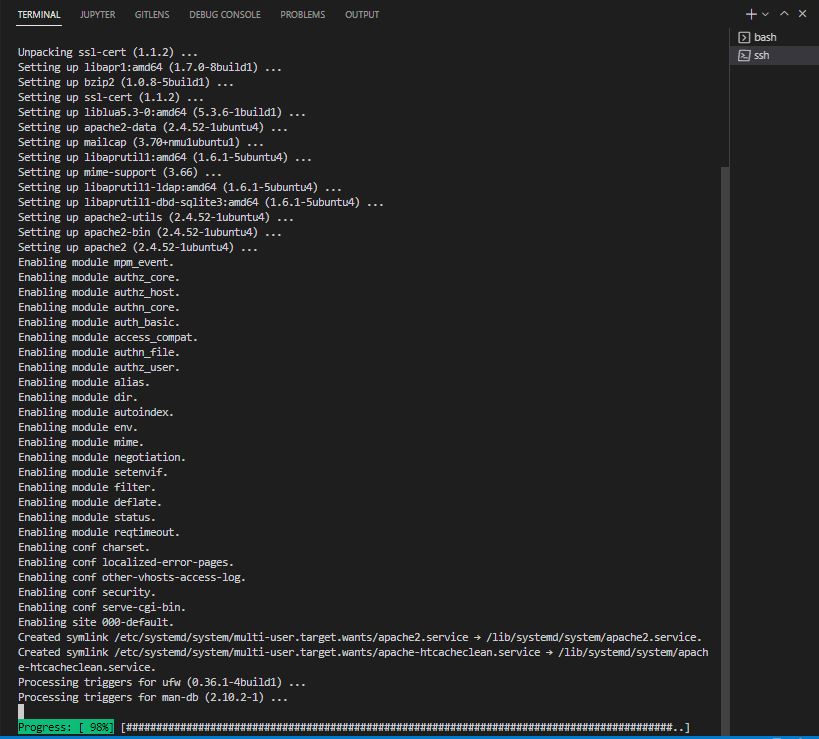 TERMINAL JUPYTER GITLENS DEBUG CONSOLE PROBLEMS OUTPUT
bash
ssh
Unpacking ssl-cert (1.1.2) ...
Setting up libapr1:amd64 (1.7.0-8build1) ...
Setting up bzip2 (1.0.8-5build1) ...
Setting up ssl-cert (1.1.2) ...
Setting up liblua5.3-0:amd64 (5.3.6-1build1) ...
Setting up apache2-data (2.4.52-1ubuntu4) ...
Setting up mailcap (3.70+nmu1ubuntu1) ...
Setting up libaprutil1:amd64 (1.6.1-5ubuntu4) ...
Setting up mime-support (3.66) ...
Setting up libaprutil1-ldap:amd64 (1.6.1-5ubuntu4) ...
Setting up libaprutil1-dbd-sqlite3:amd64 (1.6.1-5ubuntu4) ...
Setting up apache2-utils (2.4.52-1ubuntu4) ...
Setting up apache2-bin (2.4.52-1ubuntu4) ...
Setting up apache2 (2.4.52-1ubuntu4) ...
Enabling module mpm_event.
Enabling module authz_core.
Enabling module authz_host.
Enabling module authn_core.
Enabling module auth_basic.
Enabling module access_compat.
Enabling module authn_file.
Enabling module authz_user.
Enabling module alias.
Enabling module dir.
Enabling module autoindex.
Enabling module env.
Enabling module mime.
Enabling module negotiation.
Enabling module setenvif.
Enabling module filter.
Enabling module deflate.
Enabling module status.
Enabling module reqtimeout.
Enabling conf charset.
Enabling conf localized-error-pages.
Enabling conf other-vhosts-access-log.
Enabling conf security.
Enabling conf serve-cgi-bin.
Enabling site 000-default.
Created symlink /etc/systemd/system/multi-user.target.wants/apache2.service → /lib/systemd/system/apache2.service.
Created symlink /etc/systemd/system/multi-user.target.wants/apache-htcacheclean.service → /lib/systemd/system/apach
e-htcacheclean.service.
Processing triggers for ufw (0.36.1-4build1) ...
Processing triggers for man-db (2.10.2-1) ...
Progress: [ 98%] [###########################################################################################..]